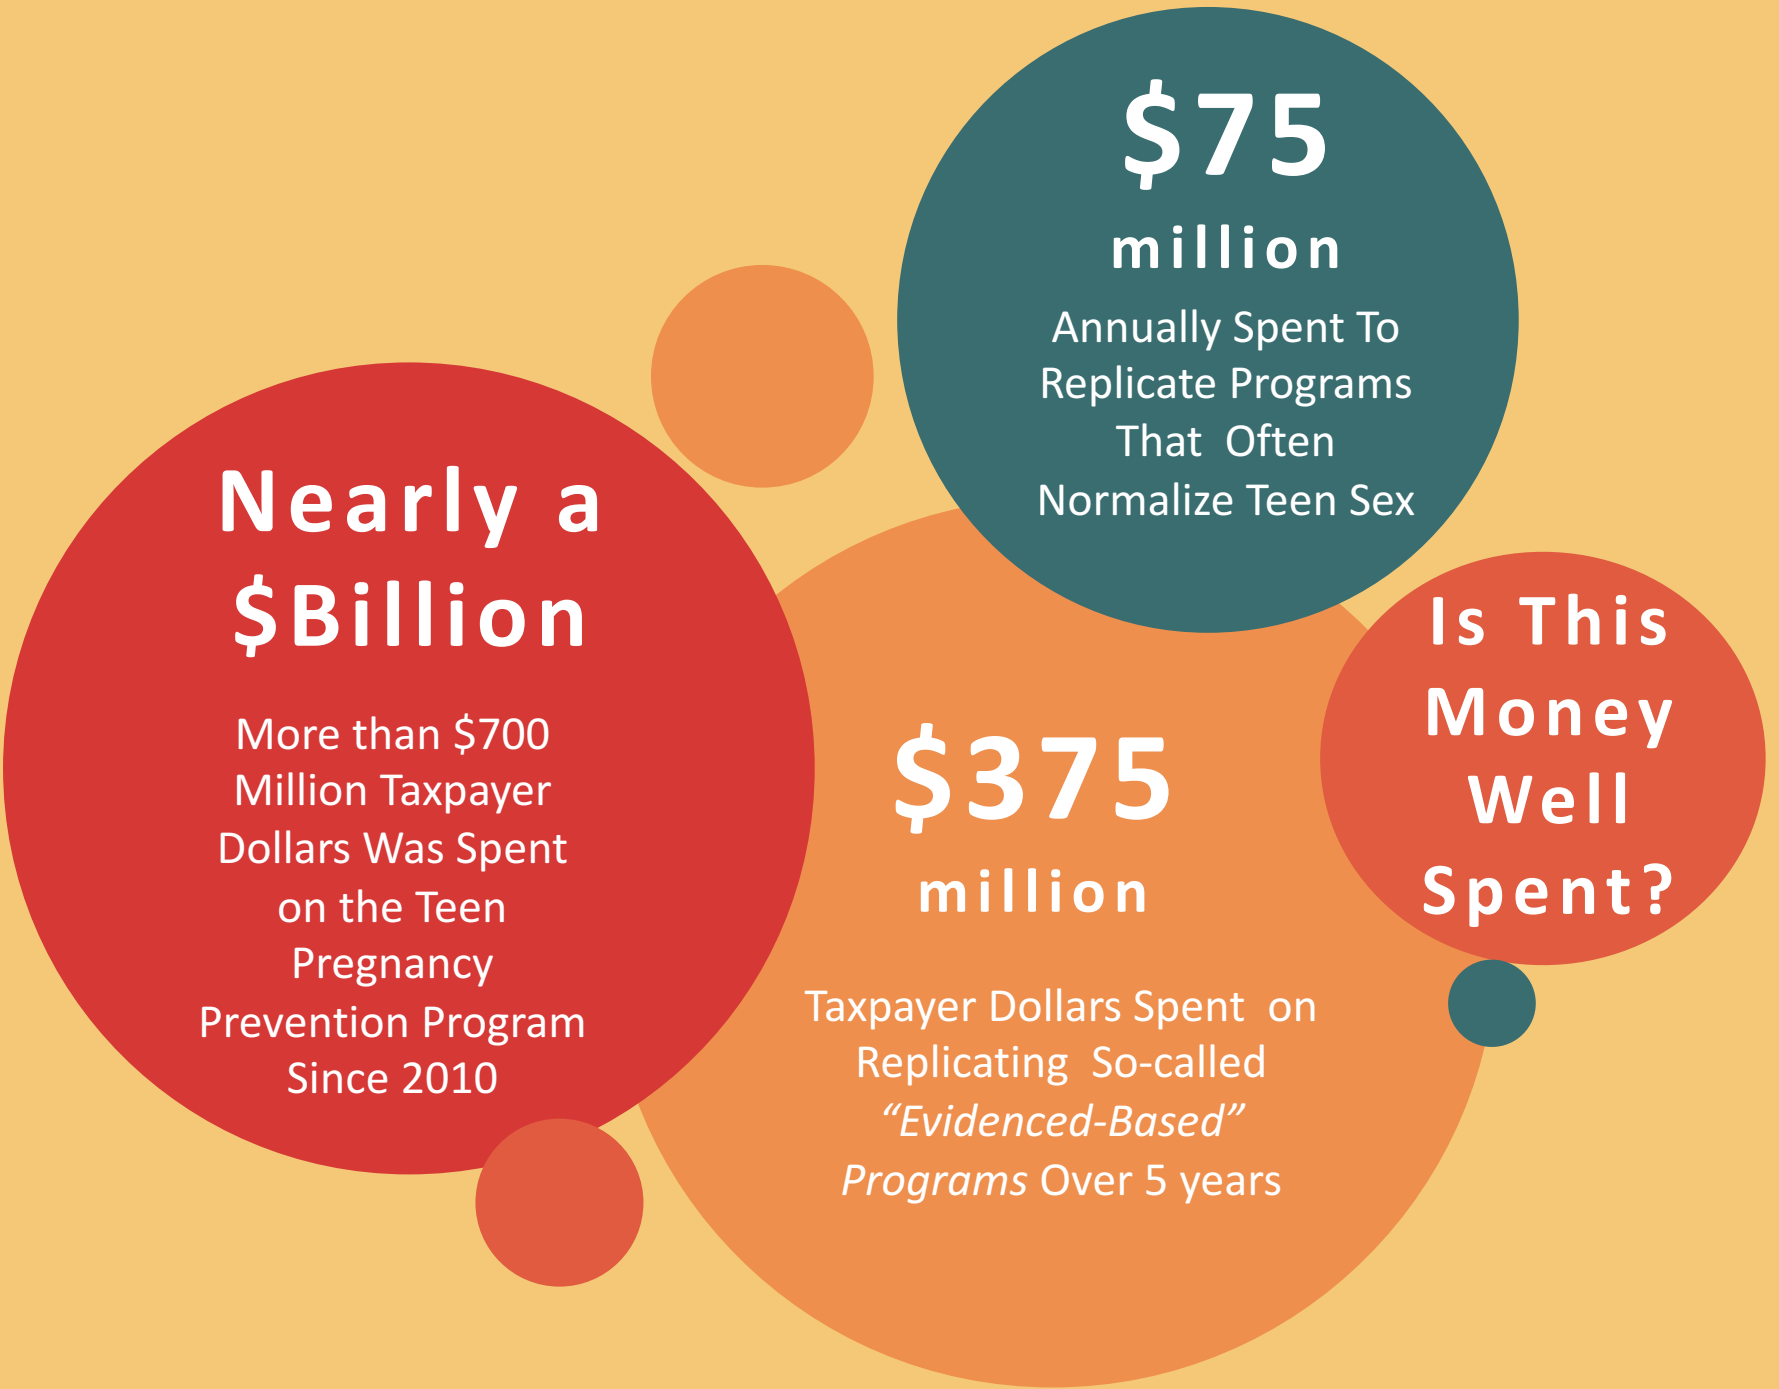 $75
million
Annually Spent To
Replicate Programs
That Often
Normalize Teen Sex
Nearly a
$Billion
More than $700
Million Taxpayer
Dollars Was Spent
on the Teen
Pregnancy
Prevention Program
Since 2010
$375
million
Taxpayer Dollars Spent on
Replicating So-called
“Evidenced-Based”
Programs Over 5 years
Is This
Money
Well
Spent?